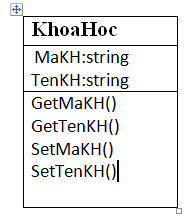 KhoaHoc
MaKH:string
TenKH:string
GetMaKH()
GetTenKH()
SetMaKH()
SetTenKH()